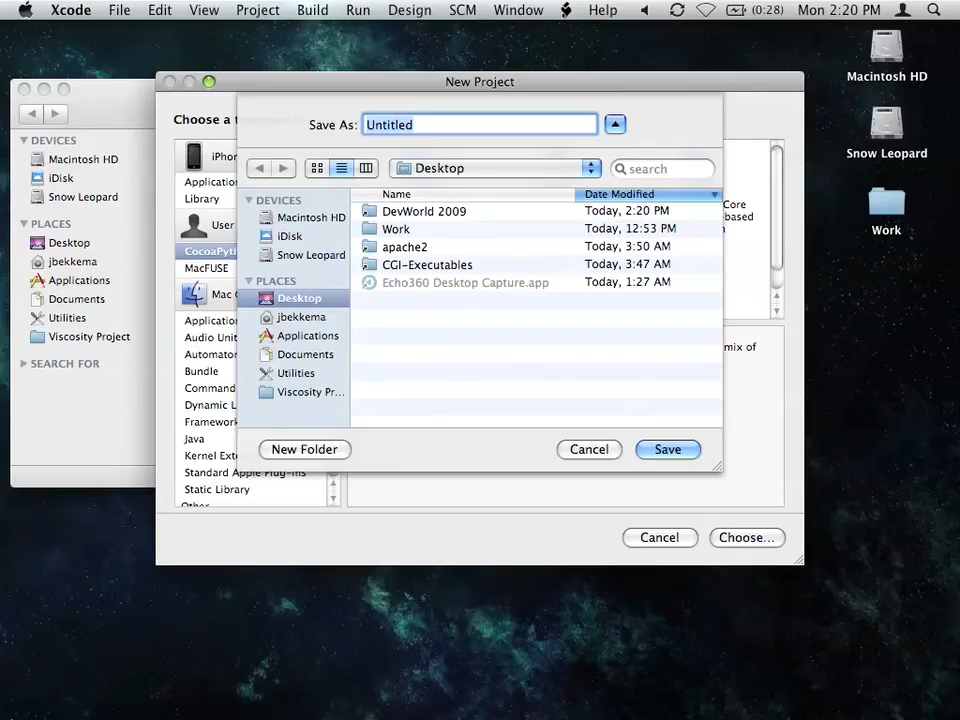 Xcode File Edit View Project Build Run Design SCM Window Help (0:28) Mon 2:20 PM
Macintosh HD
Snow Leopard
Work
DEVICES
Macintosh HD
iDisk
Snow Leopard
PLACES
Desktop
jbekkema
Applications
Utilities
Viscosity Project
SEARCH FOR
New Project
Choose a t
iPho
Application
Library
User
CocoaPyth
MacFUSE
Mac
Application
Audio Unit
Automator
Bundle
Command
Dynamic L
Framework
Java
Kernel Exte
Standard Apple Plug-ins
Static Library
Other
Core
based
mix of
Save As: Untitled
Desktop
search
DEVICES
Macintosh HD
iDisk
Snow Leopard
PLACES
Desktop
jbekkema
Applications
Documents
Utilities
Viscosity Pr...
Name Date Modified
DevWorld 2009 Today, 2:20 PM
Work Today, 12:53 PM
apache2 Today, 3:50 AM
CGI-Executables Today, 3:47 AM
Echo360 Desktop Capture.app Today, 1:27 AM
New Folder Cancel Save
Cancel Choose...